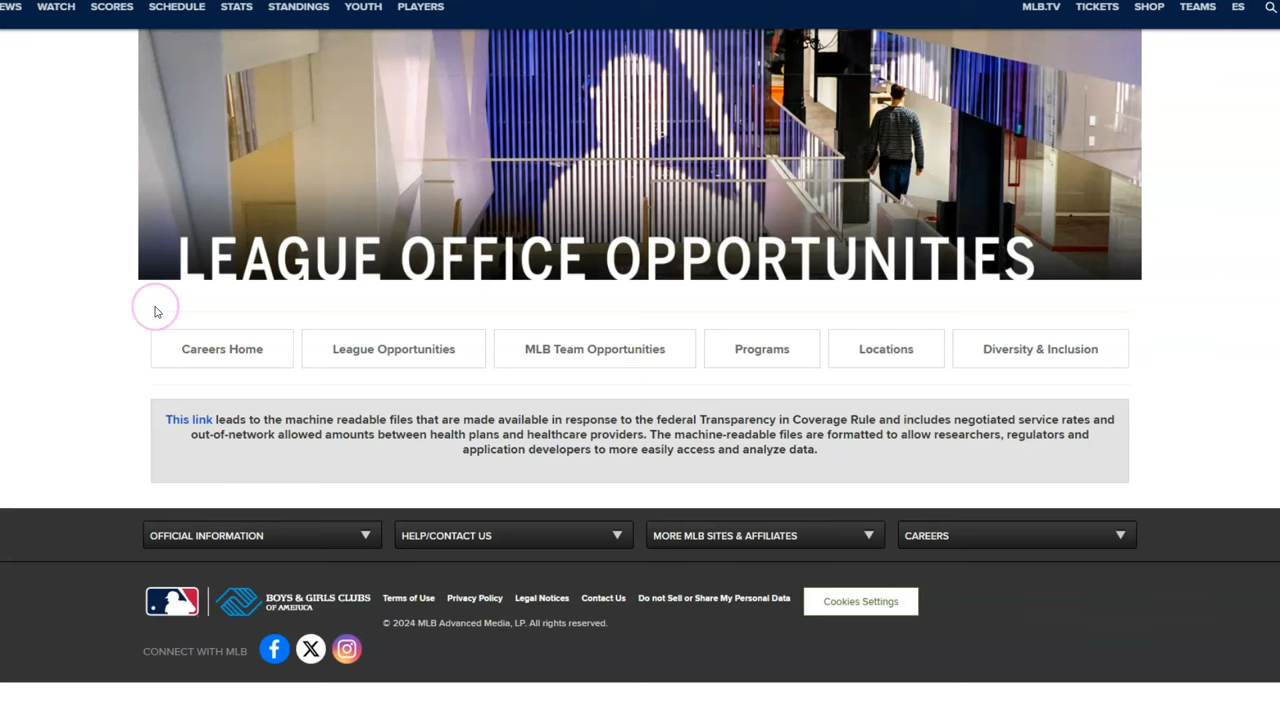 WATCH SCORES SCHEDULE STATS STANDINGS YOUTH PLAYERS MLB.TV TICKETS SHOP TEAMS ES
LEAGUE OFFICE OPPORTUNITIES
Careers Home League Opportunities MLB Team Opportunities Programs Locations Diversity & Inclusion
This link leads to the machine readable files that are made available in response to the federal Transparency in Coverage Rule and includes negotiated service rates and
out-of-network allowed amounts between health plans and healthcare providers. The machine-readable files are formatted to allow researchers, regulators and
application developers to more easily access and analyze data.
OFFICIAL INFORMATION HELP/CONTACT US MORE MLB SITES & AFFILIATES CAREERS
BOYS & GIRLS CLUBS
OF AMERICA
Terms of Use Privacy Policy Legal Notices Contact Us Do not Sell or Share My Personal Data Cookies Settings
© 2024 MLB Advanced Media, LP. All rights reserved.
CONNECT WITH MLB